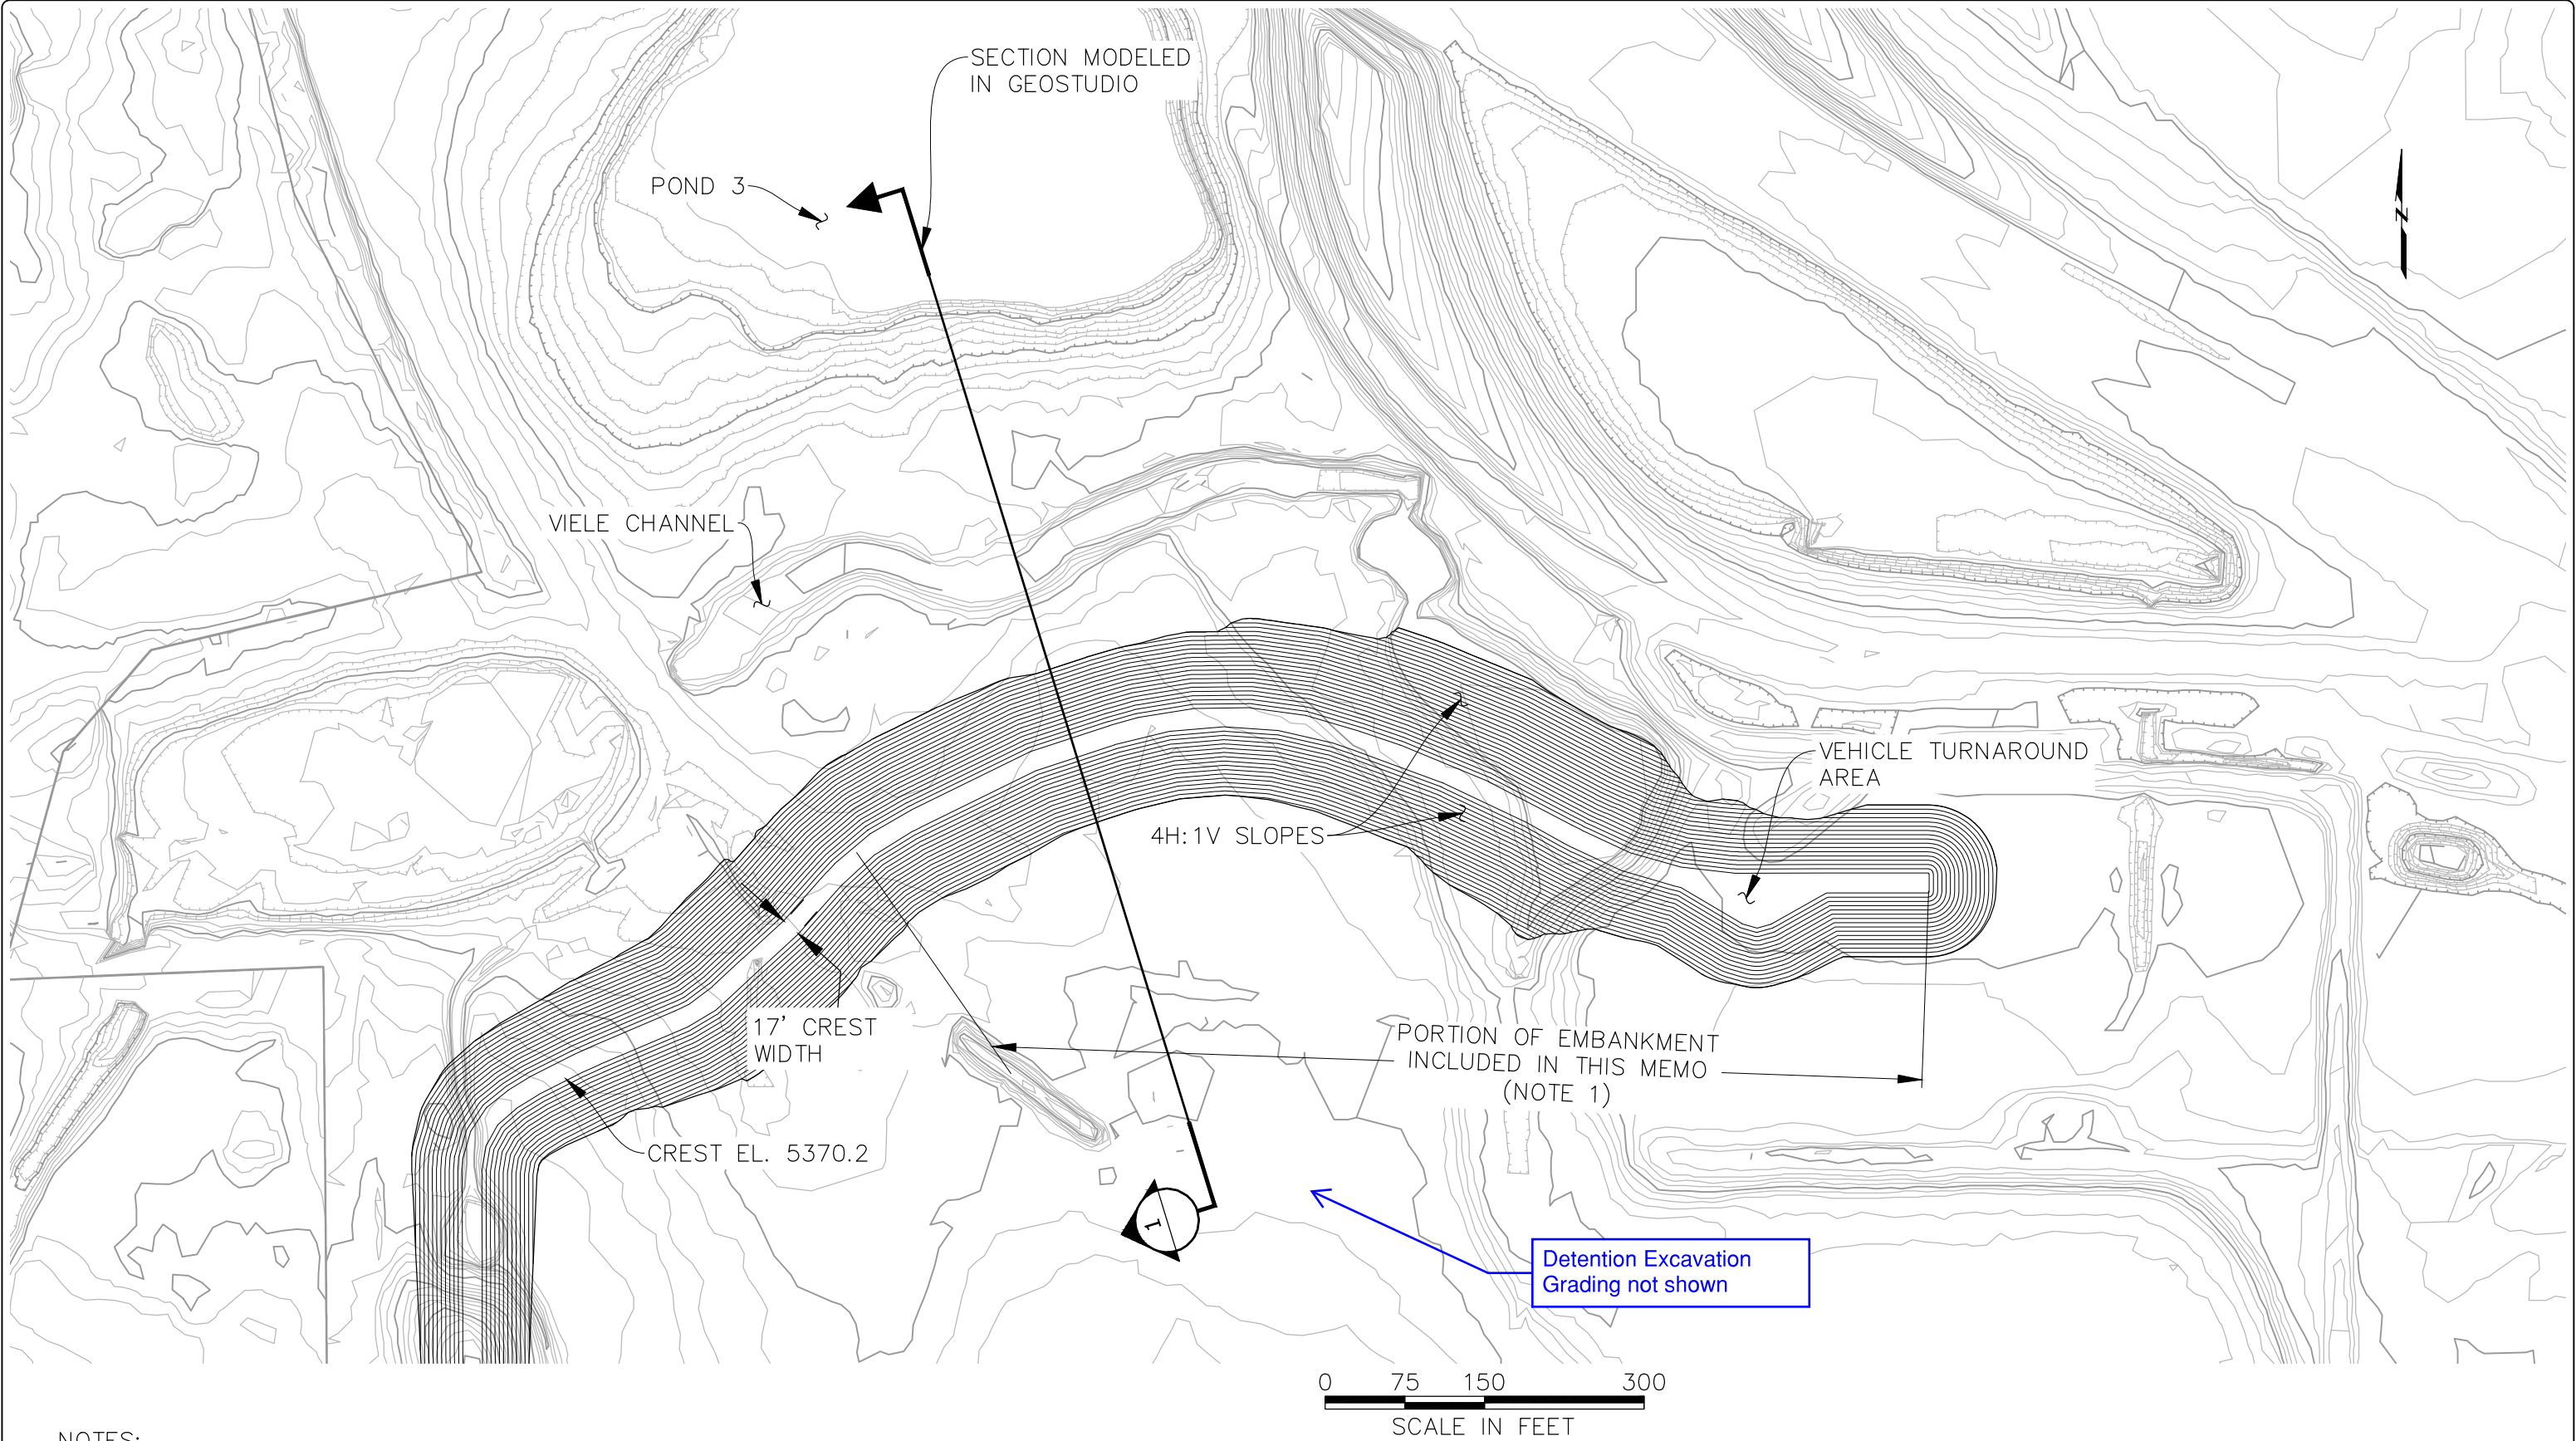 SECTION MODELED
IN GEOSTUDIO
POND 3
N
VIELE CHANNEL
VEHICLE TURNAROUND
AREA
4H:1V SLOPES
17' CREST
WIDTH
PORTION OF EMBANKMENT
INCLUDED IN THIS MEMO
(NOTE 1)
CREST EL. 5370.2
1
Detention Excavation
Grading not shown
0 75 150 300
SCALE IN FEET
NOTES: